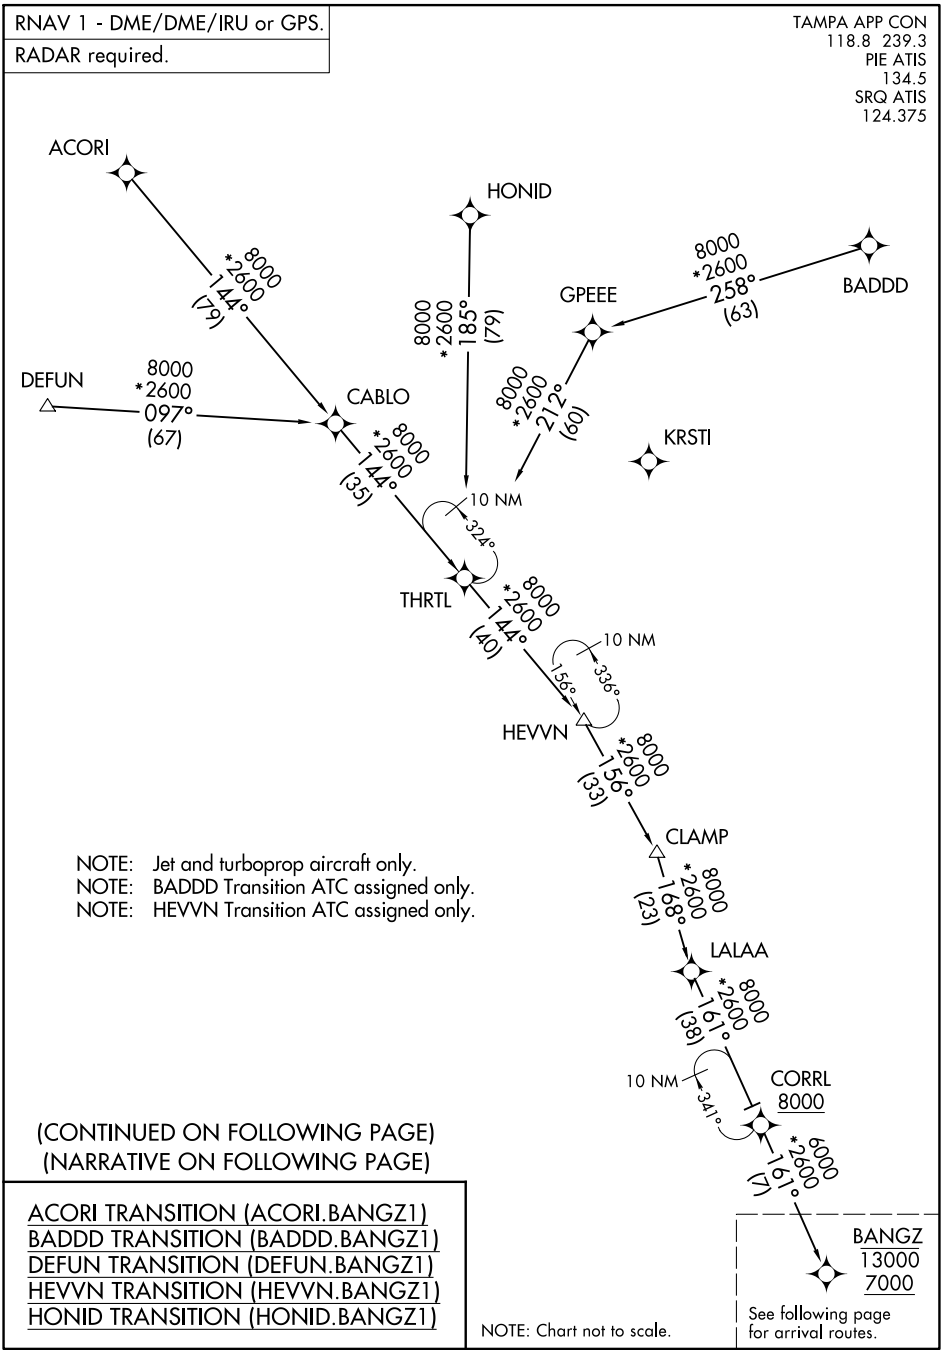 RNAV 1 - DME/DME/IRU or GPS.
RADAR required.
TAMPA APP CON
118.8 239.3
PIE ATIS
134.5
SRQ ATIS
124.375
ACORI
8000
*2600
144°
(79)
HONID
8000
*2600
185°
(79)
BADDD
8000
*2600
258°
(63)
GPEEE
8000
*2600
212°
(60)
DEFUN
8000
*2600
097°
(67)
CABLO
8000
*2600
144°
(35)
KRSTI
10 NM
324°
THRTL
8000
*2600
144°
(40)
10 NM
156°
336°
HEVVN
8000
*2600
156°
(33)
CLAMP
8000
*2600
168°
(23)
NOTE: Jet and turboprop aircraft only.
NOTE: BADDD Transition ATC assigned only.
NOTE: HEVVN Transition ATC assigned only.
LALAA
8000
*2600
161°
(38)
10 NM
341°
CORRL
8000
6000
*2600
161°
(7)
BANGZ
13000
7000
See following page
for arrival routes.
(CONTINUED ON FOLLOWING PAGE)
(NARRATIVE ON FOLLOWING PAGE)
ACORI TRANSITION (ACORI.BANGZ1)
BADDD TRANSITION (BADDD.BANGZ1)
DEFUN TRANSITION (DEFUN.BANGZ1)
HEVVN TRANSITION (HEVVN.BANGZ1)
HONID TRANSITION (HONID.BANGZ1)
NOTE: Chart not to scale.